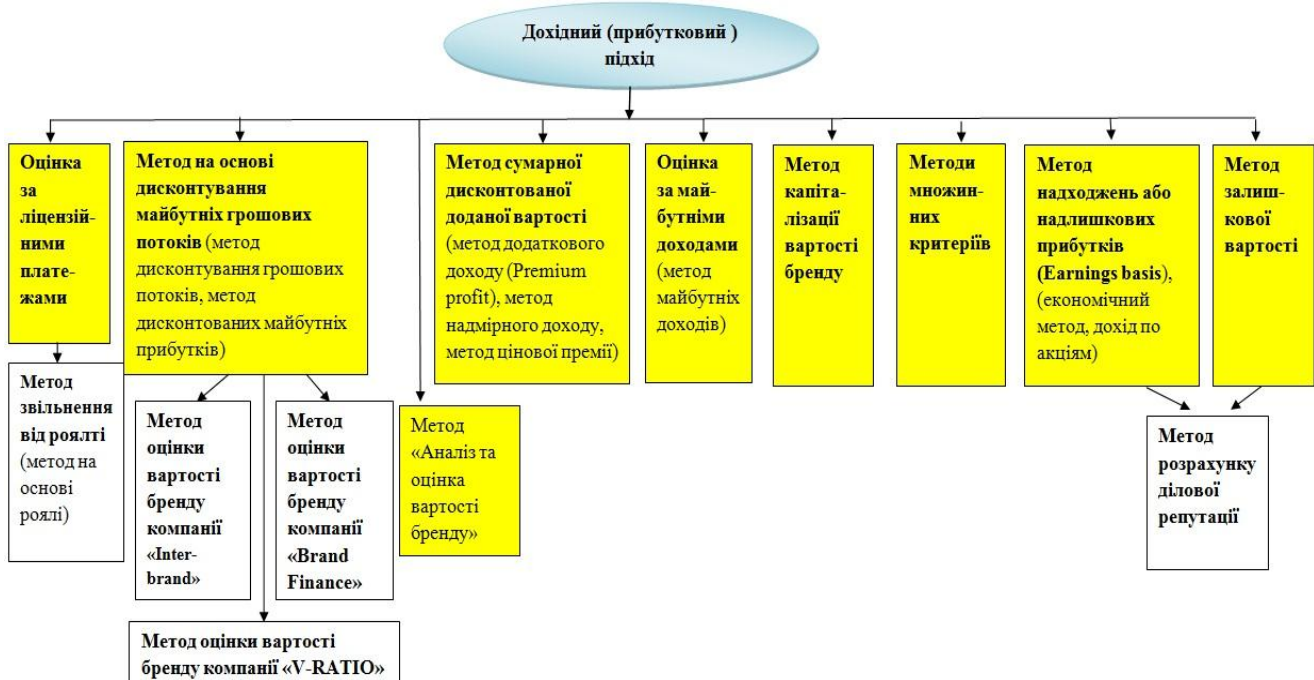 Дохідний (прибутковий )
підхід
Оцінка
за
ліцензій-
ними
плате-
жами
Метод на основі
дисконтування
майбутніх грошових
потоків (метод
дисконтування грошових
потоків, метод
дисконтованих майбутніх
прибутків)
Метод сумарної
дисконтованої
доданої вартості
(метод додаткового
доходу (Premium
profit), метод
надмірного доходу,
метод цінової премії)
Оцінка
за май-
бутніми
доходами
(метод
майбутніх
доходів)
Метод
капіта-
лізації
вартості
бренду
Методи
множин-
них
критеріїв
Метод
надходжень або
надлишкових
прибутків
(Earnings basis),
(економічний
метод, дохід по
акціям)
Метод
залиш-
кової
вартості
Метод
звільнення
від роялті
(метод на
основі
роялі)
Метод
оцінки
вартості
бренду
компанії
«Inter-
brand»
Метод
оцінки
вартості
бренду
компанії
«Brand
Finance»
Метод
«Аналіз та
оцінка
вартості
бренду»
Метод
розрахунку
ділової
репутації
Метод оцінки вартості
бренду компанії «V-RATIO»